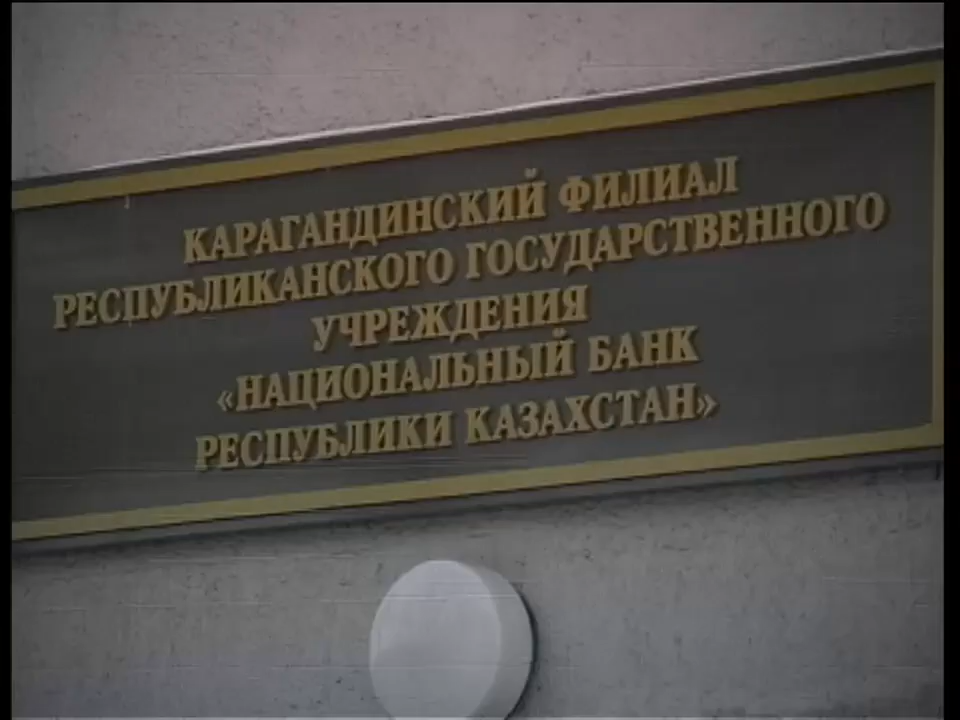 КАРАГАНДИНСКИЙ ФИЛИАЛ
РЕСПУБЛИКАНСКОГО ГОСУДАРСТВЕННОГО
УЧРЕЖДЕНИЯ
«НАЦИОНАЛЬНЫЙ БАНК
РЕСПУБЛИКИ КАЗАХСТАН»